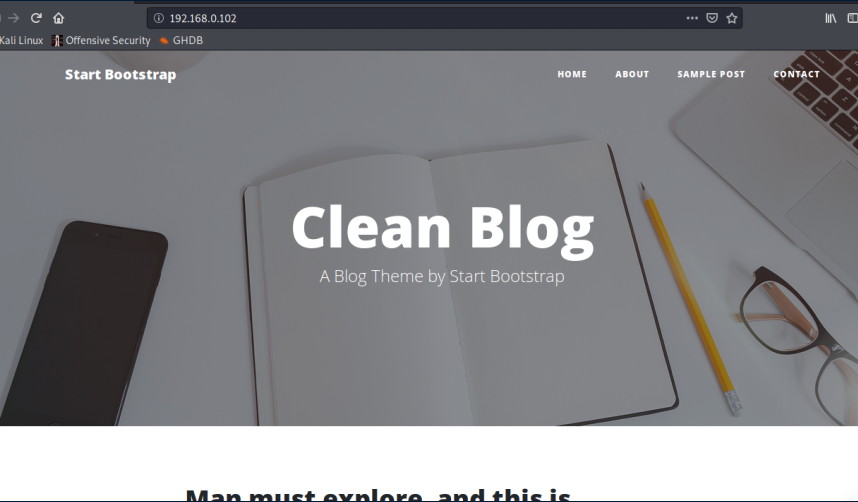 192.168.0.102
Kali Linux Offensive Security GHDB
Start Bootstrap
HOME ABOUT SAMPLE POST CONTACT
Clean Blog
A Blog Theme by Start Bootstrap
Man must explore, and this is